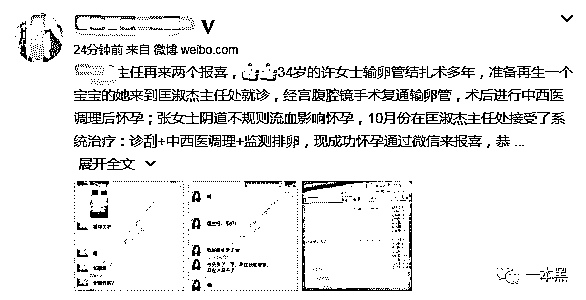 V
24分钟前 来自 微博 weibo.com
主任再来两个报喜，34岁的许女士输卵管结扎术多年，准备再生一个
宝宝的她来到匡淑杰主任处就诊，经宫腹腔镜手术复通输卵管，术后进行中西医
调理后怀孕；张女士阴道不规则流血影响怀孕，10月份在匡淑杰主任处接受了系
统治疗：诊刮+中西医调理+监测排卵，现成功怀孕通过微信来报喜，恭 ...
展开全文
一本黑